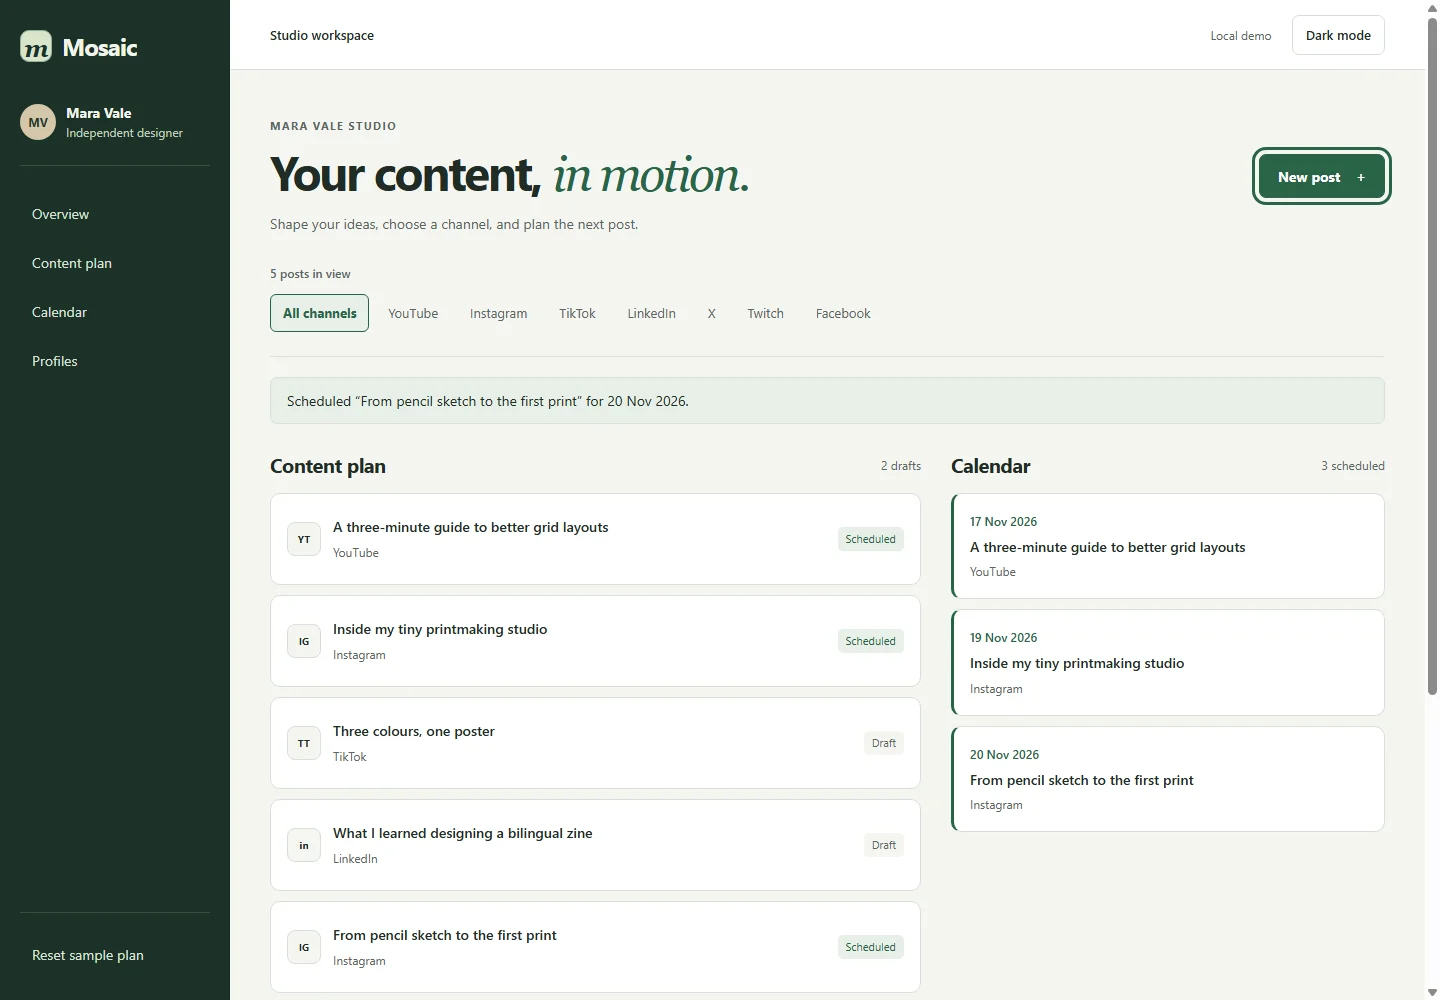 m Mosaic
MV
Mara Vale
Independent designer
Overview
Content plan
Calendar
Profiles
Reset sample plan
Studio workspace
Local demo
Dark mode
MARA VALE STUDIO
Your content, in motion.
Shape your ideas, choose a channel, and plan the next post.
New post +
5 posts in view
All channels YouTube Instagram TikTok LinkedIn X Twitch Facebook
Scheduled “From pencil sketch to the first print” for 20 Nov 2026.
Content plan
2 drafts
YT
A three-minute guide to better grid layouts
YouTube
Scheduled
IG
Inside my tiny printmaking studio
Instagram
Scheduled
TT
Three colours, one poster
TikTok
Draft
in
What I learned designing a bilingual zine
LinkedIn
Draft
IG
From pencil sketch to the first print
Instagram
Scheduled
Calendar
3 scheduled
17 Nov 2026
A three-minute guide to better grid layouts
YouTube
19 Nov 2026
Inside my tiny printmaking studio
Instagram
20 Nov 2026
From pencil sketch to the first print
Instagram